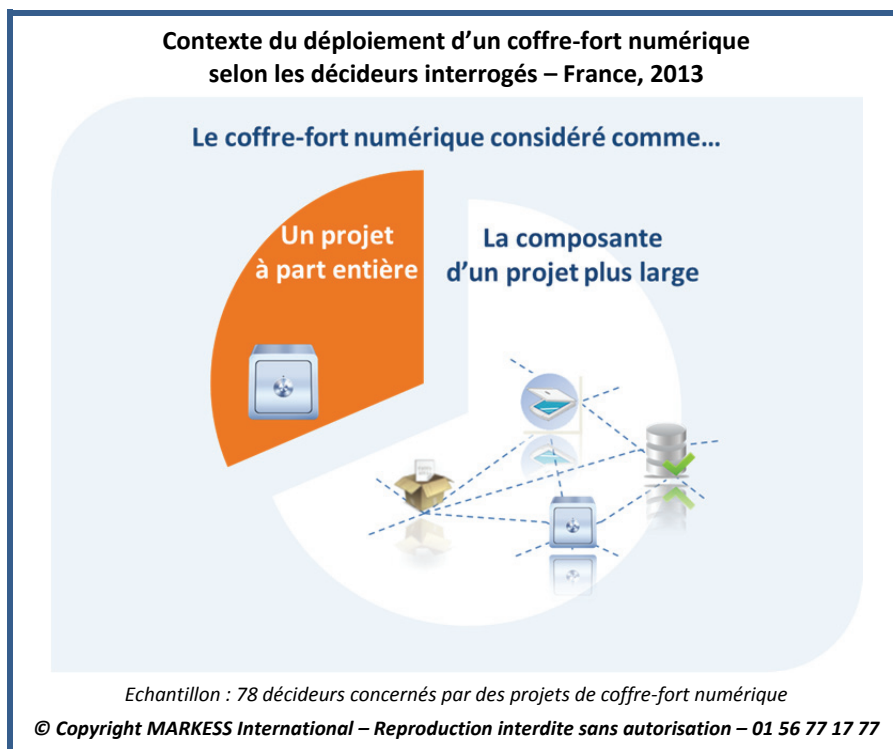 Contexte du déploiement d’un coffre-fort numérique
selon les décideurs interrogés – France, 2013
Le coffre-fort numérique considéré comme…
Un projet
à part entière
La composante
d’un projet plus large
Echantillon : 78 décideurs concernés par des projets de coffre-fort numérique
© Copyright MARKESS International – Reproduction interdite sans autorisation – 01 56 77 17 77